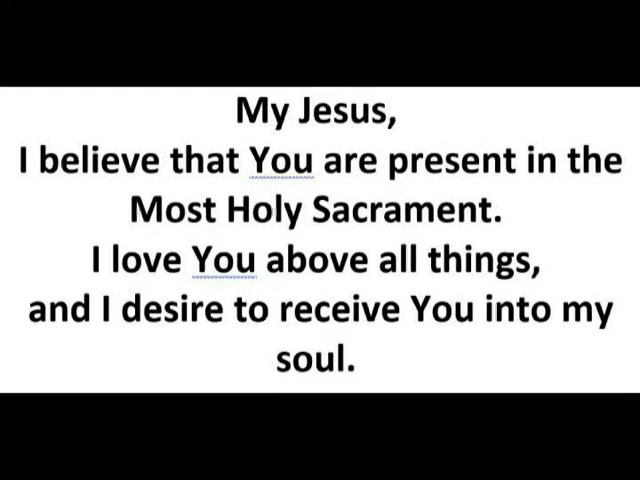 My Jesus,
I believe that You are present in the
Most Holy Sacrament.
I love You above all things,
and I desire to receive You into my
soul.